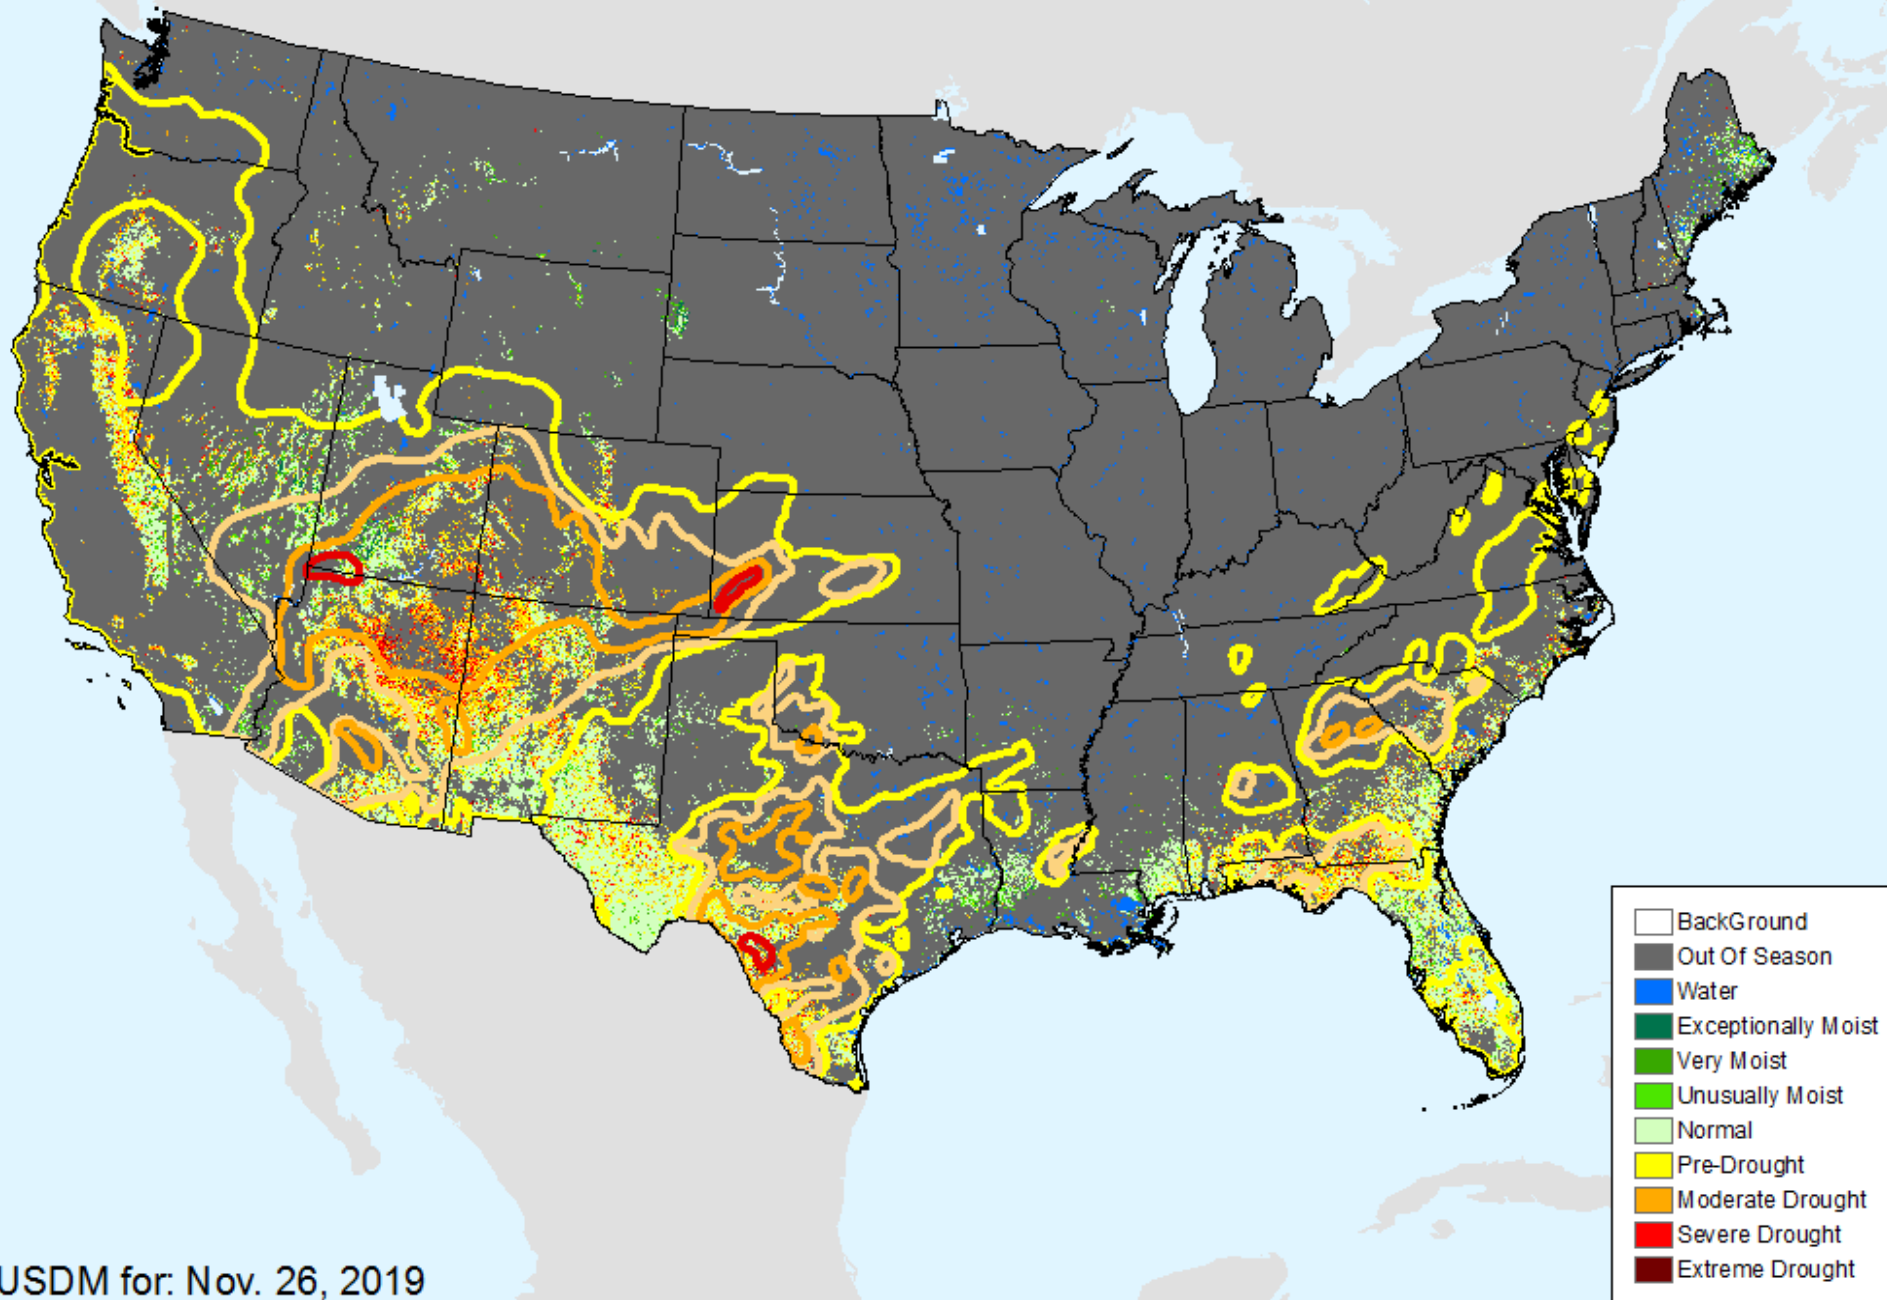 BackGround
Out Of Season
Water
Exceptionally Moist
Very Moist
Unusually Moist
Normal
Pre-Drought
Moderate Drought
Severe Drought
Extreme Drought
USDM for: Nov. 26, 2019